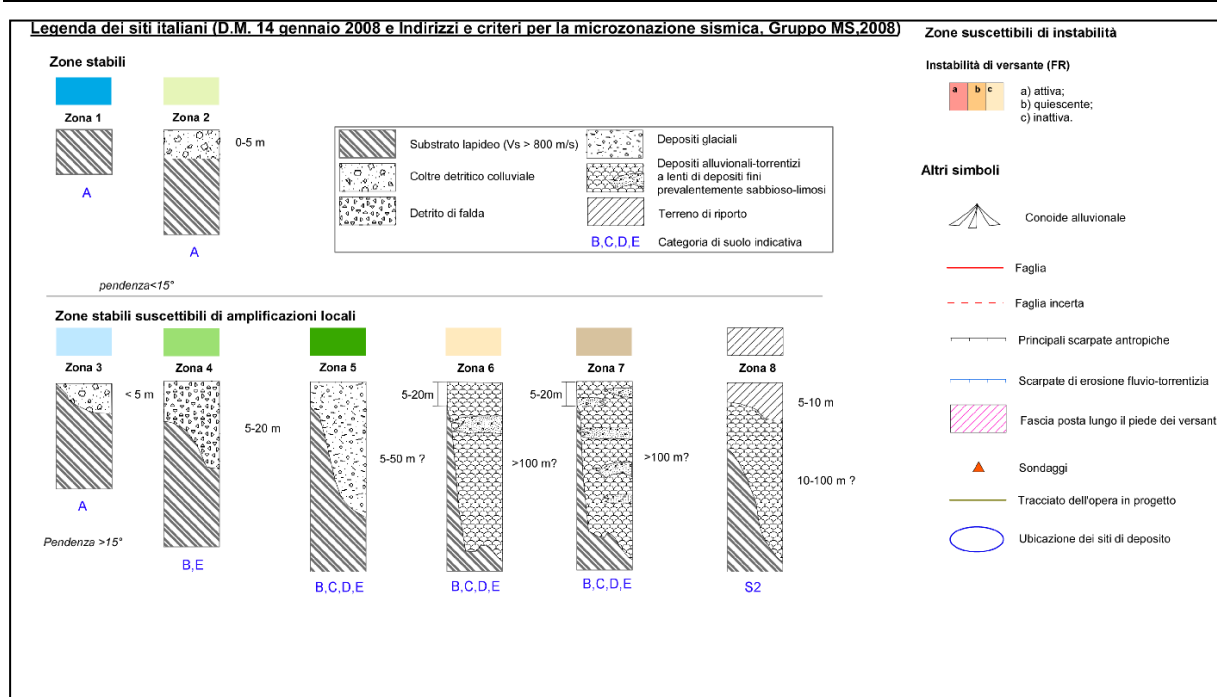 Legenda dei siti italiani (D.M. 14 gennaio 2008 e Indirizzi e criteri per la microzonazione sismica, Gruppo MS,2008)
Zone stabili
Zona 1
A
Zona 2
0-5 m
A
pendenza<15°
Substrato lapideo (Vs > 800 m/s)
Coltre detritico colluviale
Detrito di falda
Depositi glaciali
Depositi alluvionali-torrentizi
a lenti di depositi fini
prevalentemente sabbioso-limosi
Terreno di riporto
B,C,D,E
Categoria di suolo indicativa
Zone stabili suscettibili di amplificazioni locali
Zona 3
< 5 m
A
Pendenza >15°
Zona 4
5-20 m
B,E
Zona 5
5-50 m ?
B,C,D,E
Zona 6
5-20m
>100 m?
B,C,D,E
Zona 7
5-20m
>100 m?
B,C,D,E
Zona 8
5-10 m
10-100 m ?
S2
Zone suscettibili di instabilità
Instabilità di versante (FR)
a b c
a) attiva;
b) quiescente;
c) inattiva.
Altri simboli
Conoide alluvionale
Faglia
Faglia incerta
Principali scarpate antropiche
Scarpate di erosione fluvio-torrentizia
Fascia posta lungo il piede dei versant
Sondaggi
Tracciato dell'opera in progetto
Ubicazione dei siti di deposito